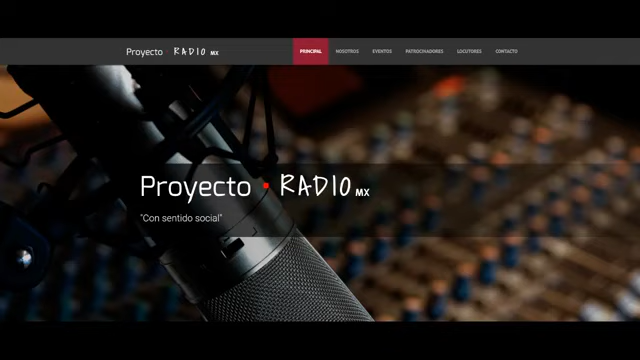 Proyecto • RADIO MX
PRINCIPAL NOSOTROS EVENTOS PATROCINADORES LOCUTORES CONTACTO
Proyecto • RADIO MX
"Con sentido social"